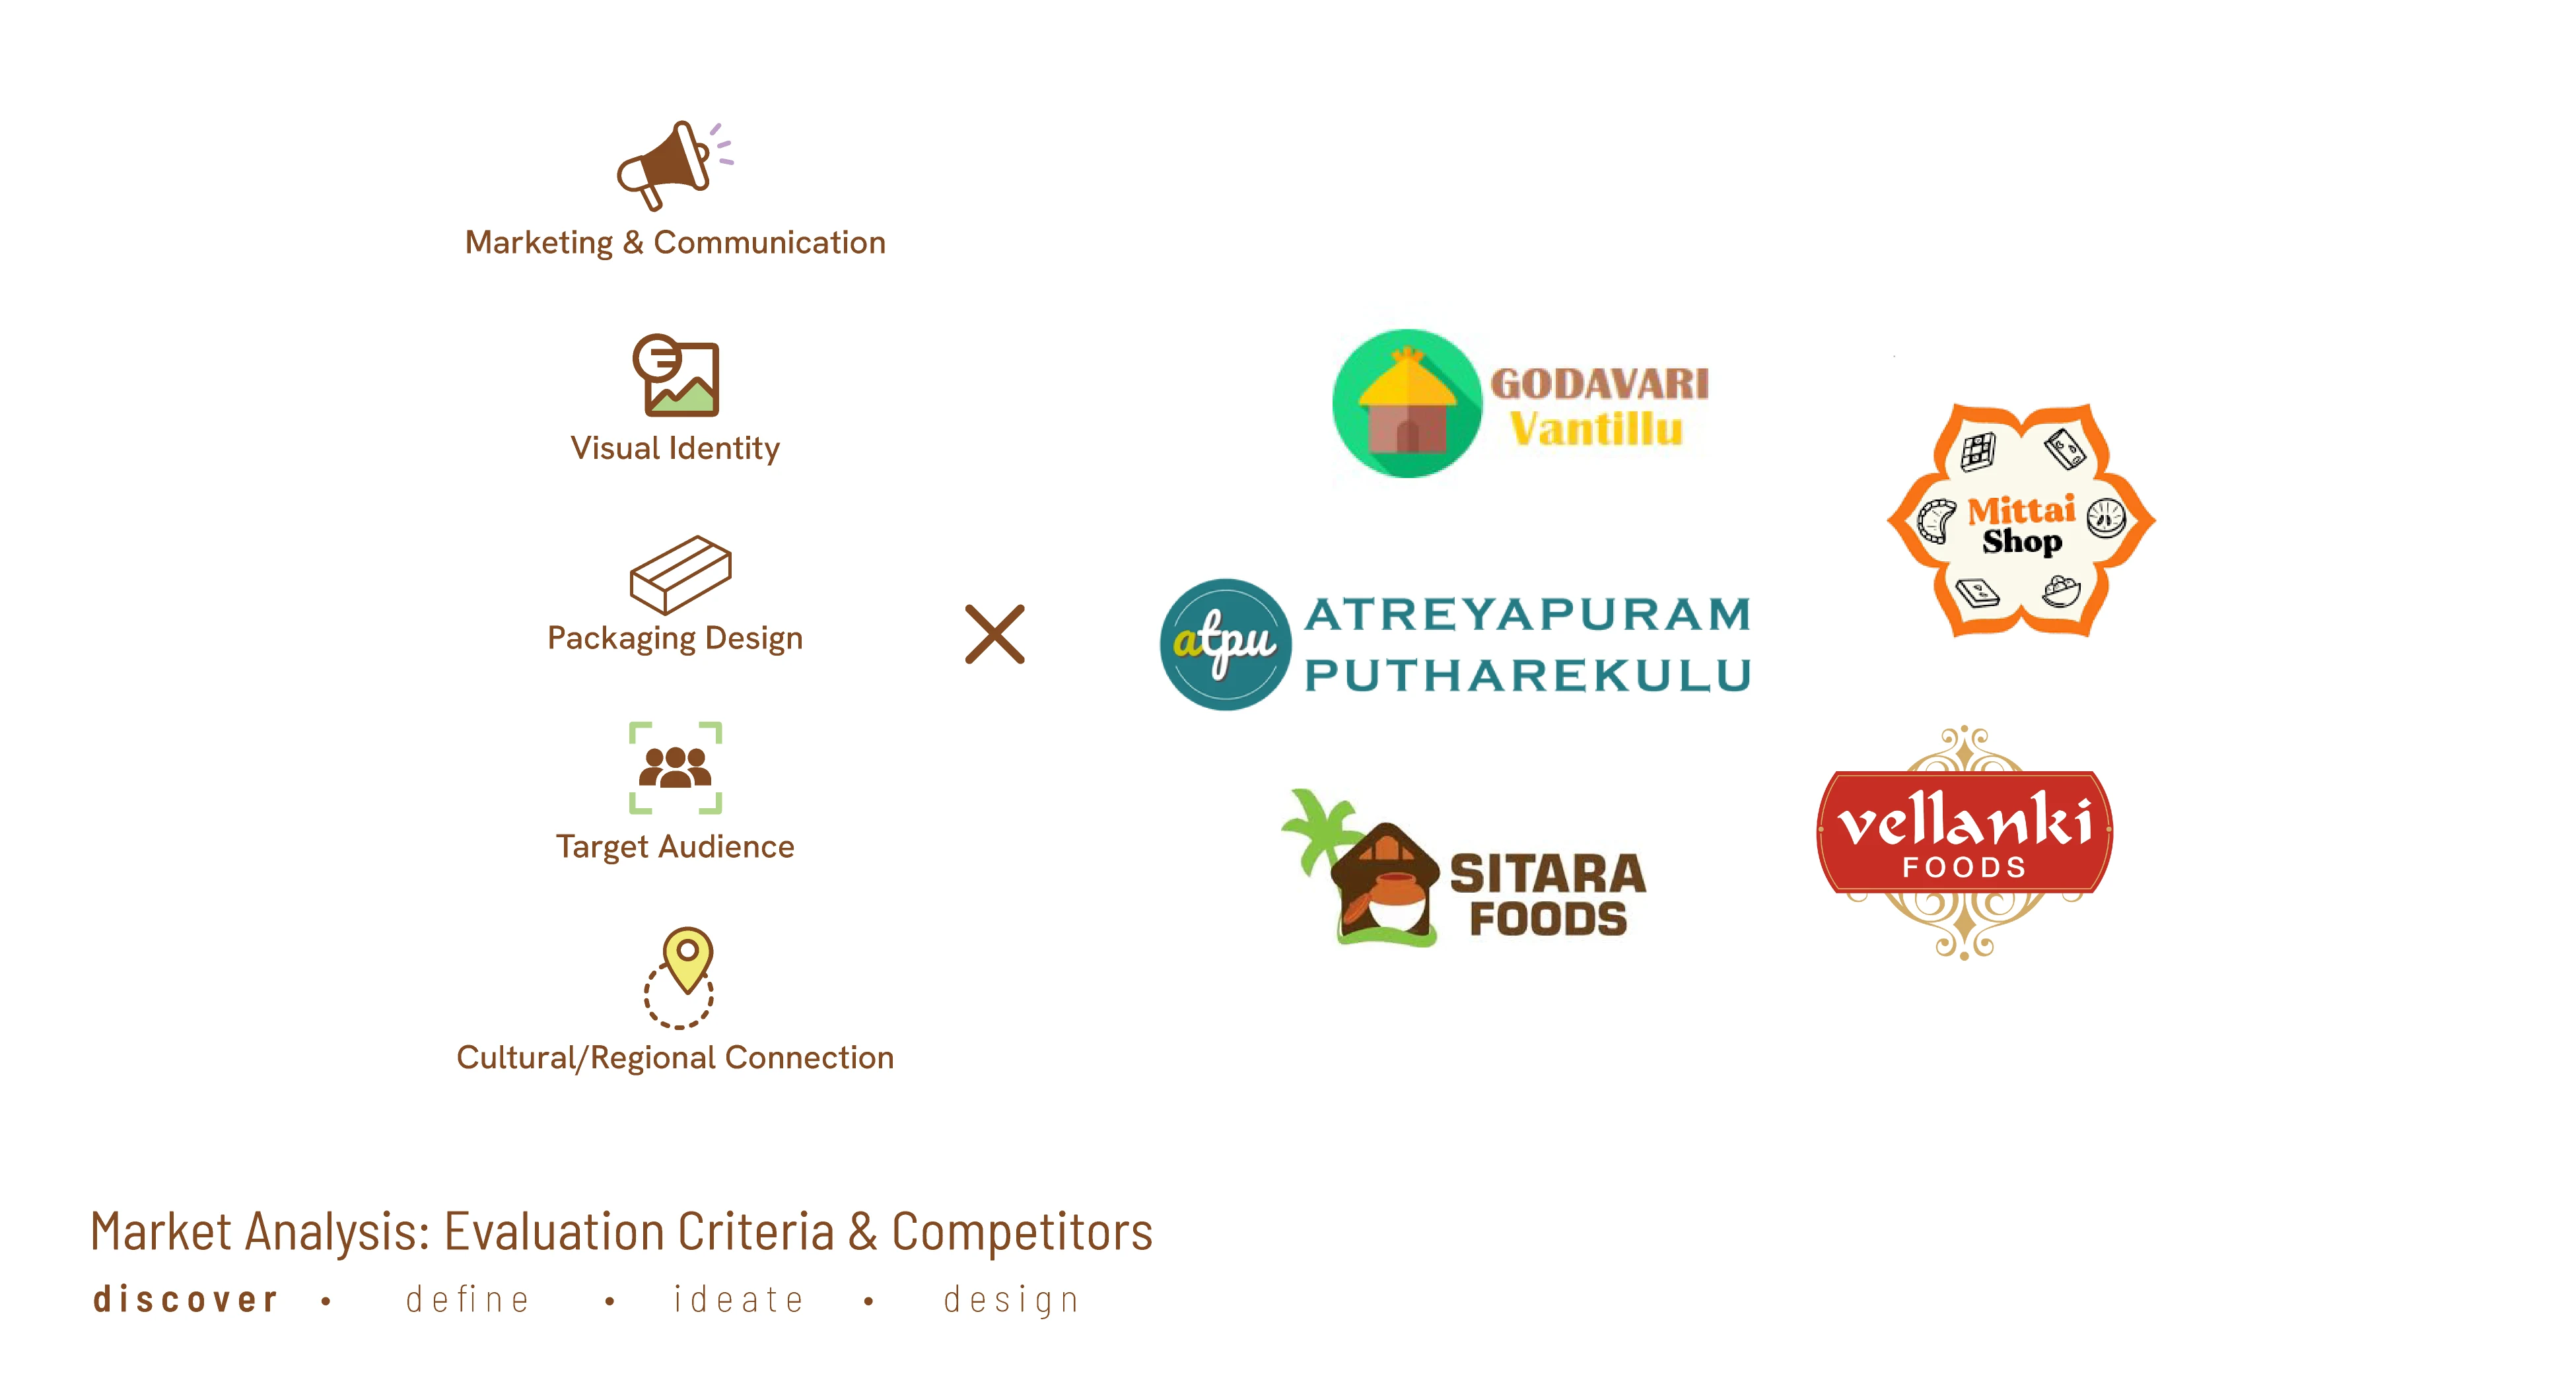 Marketing & Communication
Visual Identity
Packaging Design
Target Audience
Cultural/Regional Connection
GODAVARI
Vantillu
atpu
ATREYAPURAM
PUTHAREKULU
SITARA
FOODS
Mittai
Shop
vellanki
FOODS
Market Analysis: Evaluation Criteria & Competitors
discover • define • ideate • design